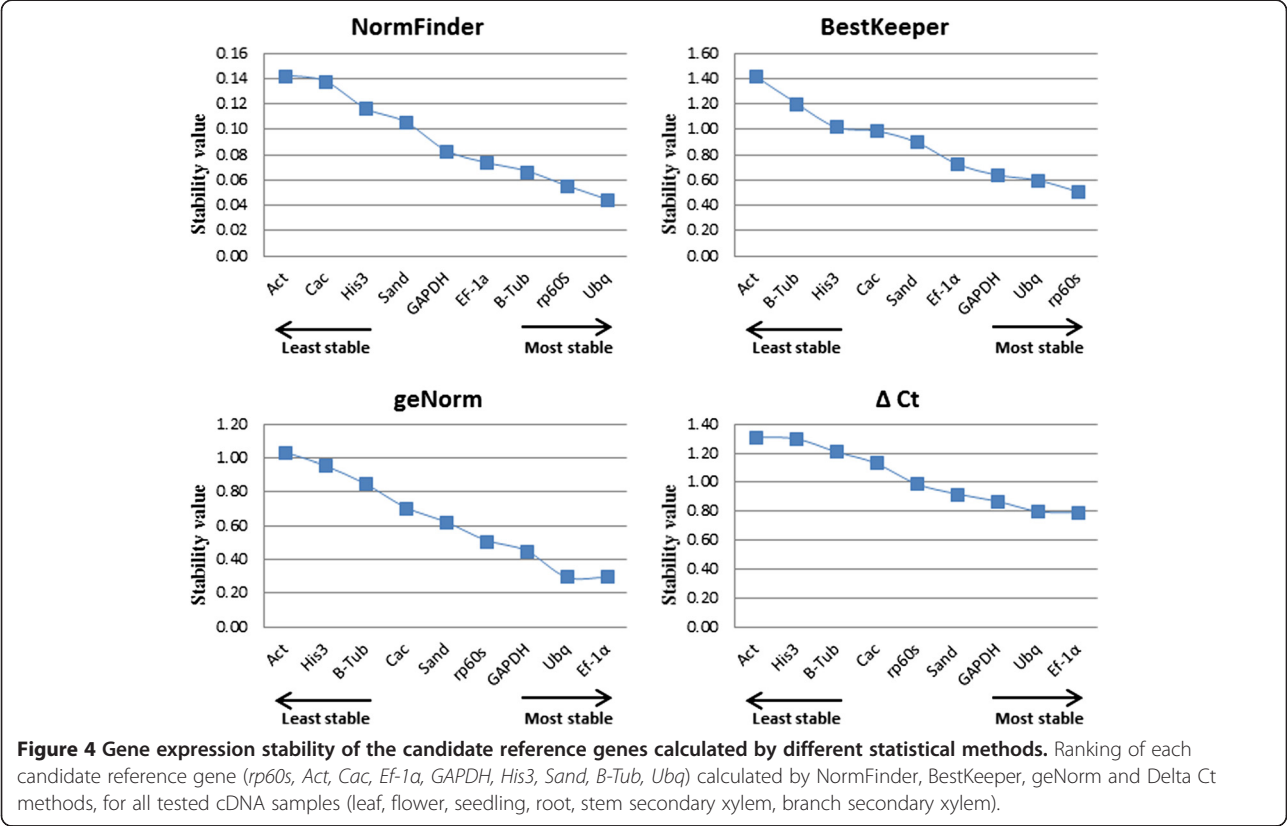 NormFinder
Stability value
0.16
0.14
0.12
0.10
0.08
0.06
0.04
0.02
0.00
Act
Cac
His3
Sand
GAPDH
EF-1a
B-Tub
rp60s
Ubq
Least stable
Most stable
BestKeeper
Stability value
1.60
1.40
1.20
1.00
0.80
0.60
0.40
0.20
0.00
Act
B-Tub
His3
Cac
Sand
Ef-1α
GAPDH
Ubq
rp60s
Least stable
Most stable
geNorm
Stability value
1.20
1.00
0.80
0.60
0.40
0.20
0.00
Act
His3
B-Tub
Cac
Sand
rp60s
GAPDH
Ubq
Ef-1α
Least stable
Most stable
Δ Ct
Stability value
1.40
1.20
1.00
0.80
0.60
0.40
0.20
0.00
Act
His3
B-Tub
Cac
rp60s
Sand
GAPDH
Ubq
Ef-1α
Least stable
Most stable
Figure 4 Gene expression stability of the candidate reference genes calculated by different statistical methods. Ranking of each
candidate reference gene (rp60s, Act, Cac, Ef-1α, GAPDH, His3, Sand, B-Tub, Ubq) calculated by NormFinder, BestKeeper, geNorm and Delta Ct
methods, for all tested cDNA samples (leaf, flower, seedling, root, stem secondary xylem, branch secondary xylem).